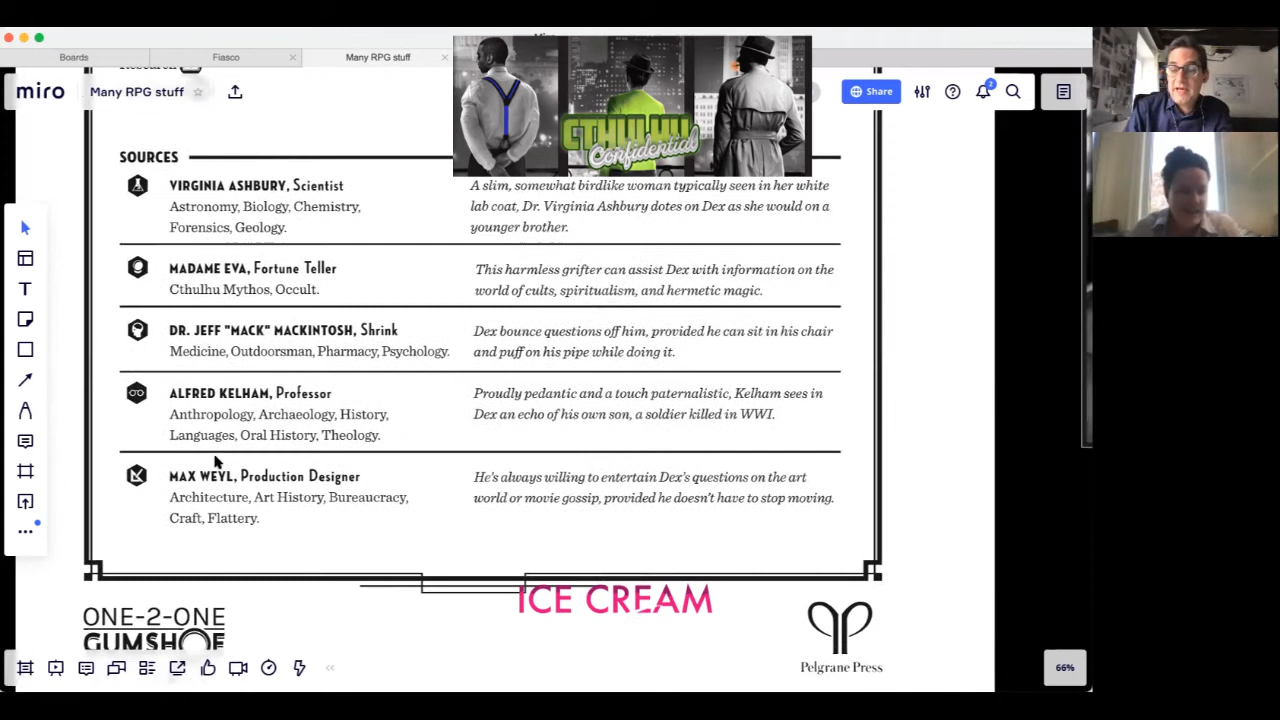 Boards
Fiasco
Many RPG stuff
Miro
miro
Many RPG stuff
Share
2
CTHULHU
Confidential
Research
SOURCES
VIRGINIA ASHBURY, Scientist
Astronomy, Biology, Chemistry,
Forensics, Geology.
A slim, somewhat birdlike woman typically seen in her white
lab coat, Dr. Virginia Ashbury dotes on Dex as she would on a
younger brother.
MADAME EVA, Fortune Teller
Cthulhu Mythos, Occult.
This harmless grifter can assist Dex with information on the
world of cults, spiritualism, and hermetic magic.
DR. JEFF "MACK" MACKINTOSH, Shrink
Medicine, Outdoorsman, Pharmacy, Psychology.
Dex bounce questions off him, provided he can sit in his chair
and puff on his pipe while doing it.
ALFRED KELHAM, Professor
Anthropology, Archaeology, History,
Languages, Oral History, Theology.
Proudly pedantic and a touch paternalistic, Kelham sees in
Dex an echo of his own son, a soldier killed in WWI.
MAX WEYL, Production Designer
Architecture, Art History, Bureaucracy,
Craft, Flattery.
He's always willing to entertain Dex's questions on the art
world or movie gossip, provided he doesn't have to stop moving.
ICE CREAM
ONE-2-ONE
GUMSHOE
Pelgrane Press
66%